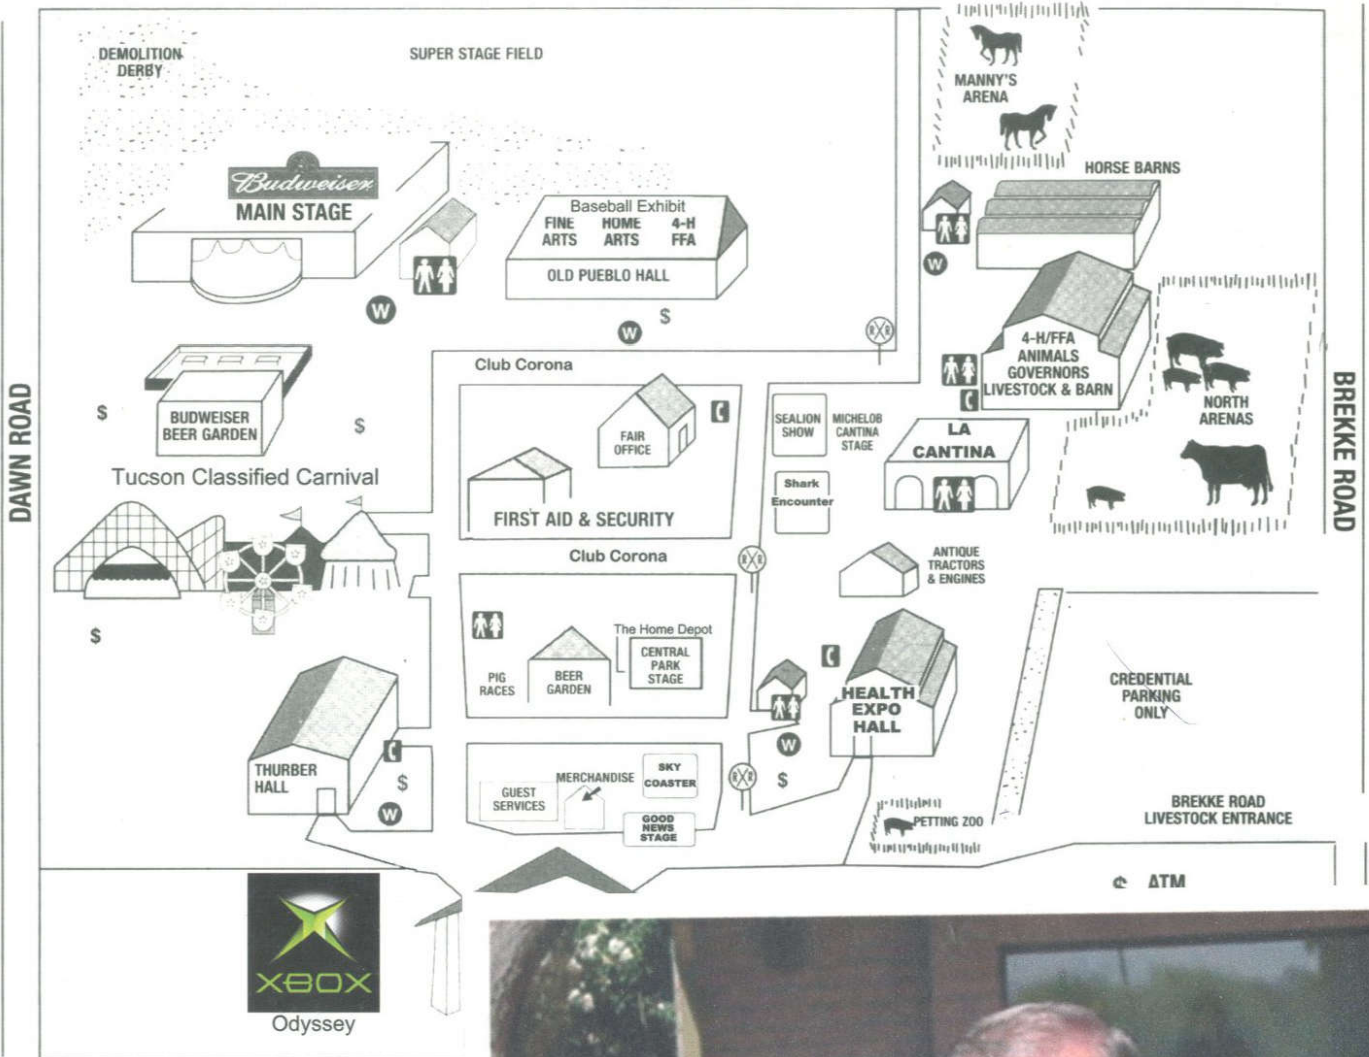 DEMOLITION
DERBY
SUPER STAGE FIELD
MANNY'S
ARENA
HORSE BARNS
Budweiser
MAIN STAGE
Baseball Exhibit
FINE
ARTS
HOME
ARTS
4-H
FFA
OLD PUEBLO HALL
W
W
$
W
R R
4-H/FFA
ANIMALS
GOVERNORS
LIVESTOCK & BARN
NORTH
ARENAS
DAWN ROAD
BREKKE ROAD
$
BUDWEISER
BEER GARDEN
$
Club Corona
FAIR
OFFICE
FIRST AID & SECURITY
SEALION
SHOW
MICHELOB
CANTINA
STAGE
Shark
Encounter
LA
CANTINA
Tucson Classified Carnival
Club Corona
R R
ANTIQUE
TRACTORS
& ENGINES
$
PIG
RACES
BEER
GARDEN
The Home Depot
CENTRAL
PARK
STAGE
HEALTH
EXPO
HALL
CREDENTIAL
PARKING
ONLY
THURBER
HALL
$
W
GUEST
SERVICES
MERCHANDISE
SKY
COASTER
GOOD
NEWS
STAGE
R R
W
$
PETTING ZOO
BREKKE ROAD
LIVESTOCK ENTRANCE
$ ATM
XBOX
Odyssey